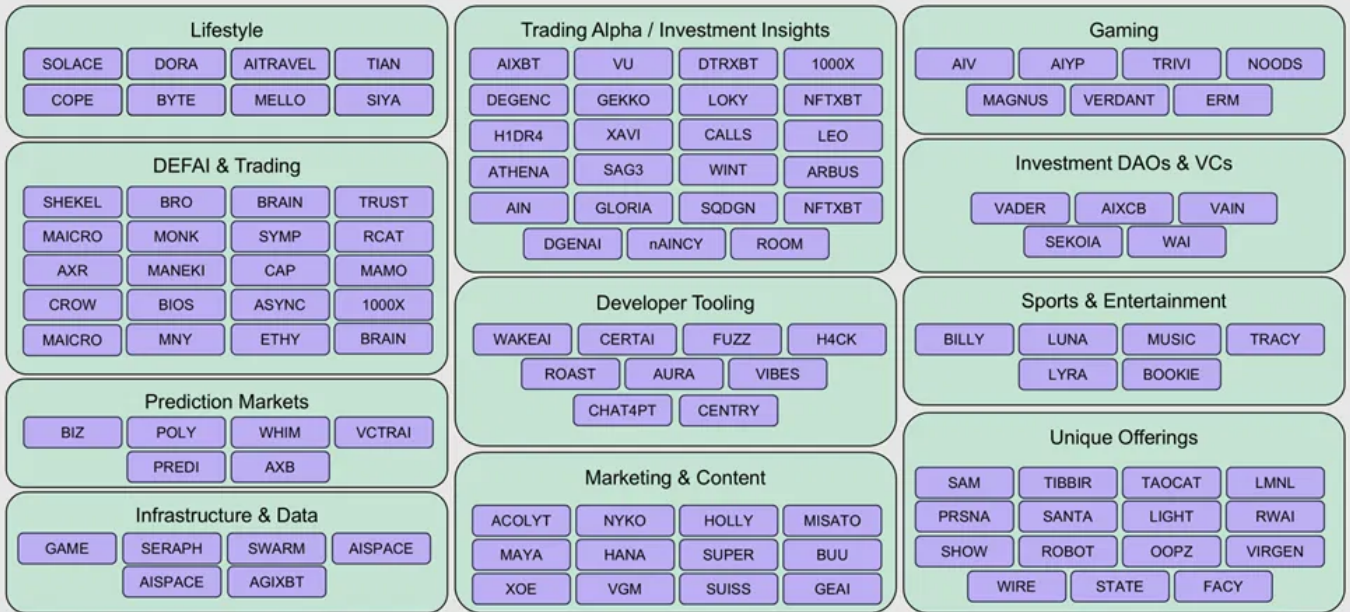 Lifestyle
SOLACE DORA AITRAVEL TIAN
COPE BYTE MELLO SIYA
DEFAI & Trading
SHEKEL BRO BRAIN TRUST
MAICRO MONK SYMP RCAT
AXR MANEKI CAP MAMO
CROW BIOS ASYNC 1000X
MAICRO MNY ETHY BRAIN
Prediction Markets
BIZ POLY WHIM VCTRAI
PREDI AXB
Infrastructure & Data
GAME SERAPH SWARM AISPACE
AISPACE AGIXBT
Trading Alpha / Investment Insights
AIXBT VU DTRXBT 1000X
DEGENC GEKKO LOKY NFTXBT
H1DR4 XAVI CALLS LEO
ATHENA SAG3 WINT ARBUS
AIN GLORIA SQDGN NFTXBT
DGENAI nAINCY ROOM
Developer Tooling
WAKEAI CERTAI FUZZ H4CK
ROAST AURA VIBES
CHAT4PT CENTRY
Marketing & Content
ACOLYT NYKO HOLLY MISATO
MAYA HANA SUPER BUU
XOE VGM SUISS GEAI
Gaming
AIV AIYP TRIVI NOODS
MAGNUS VERDANT ERM
Investment DAOs & VCs
VADER AIXCB VAIN
SEKOIA WAI
Sports & Entertainment
BILLY LUNA MUSIC TRACY
LYRA BOOKIE
Unique Offerings
SAM TIBBIR TAOCAT LMNL
PRSNA SANTA LIGHT RWAI
SHOW ROBOT OOPZ VIRGEN
WIRE STATE FACY